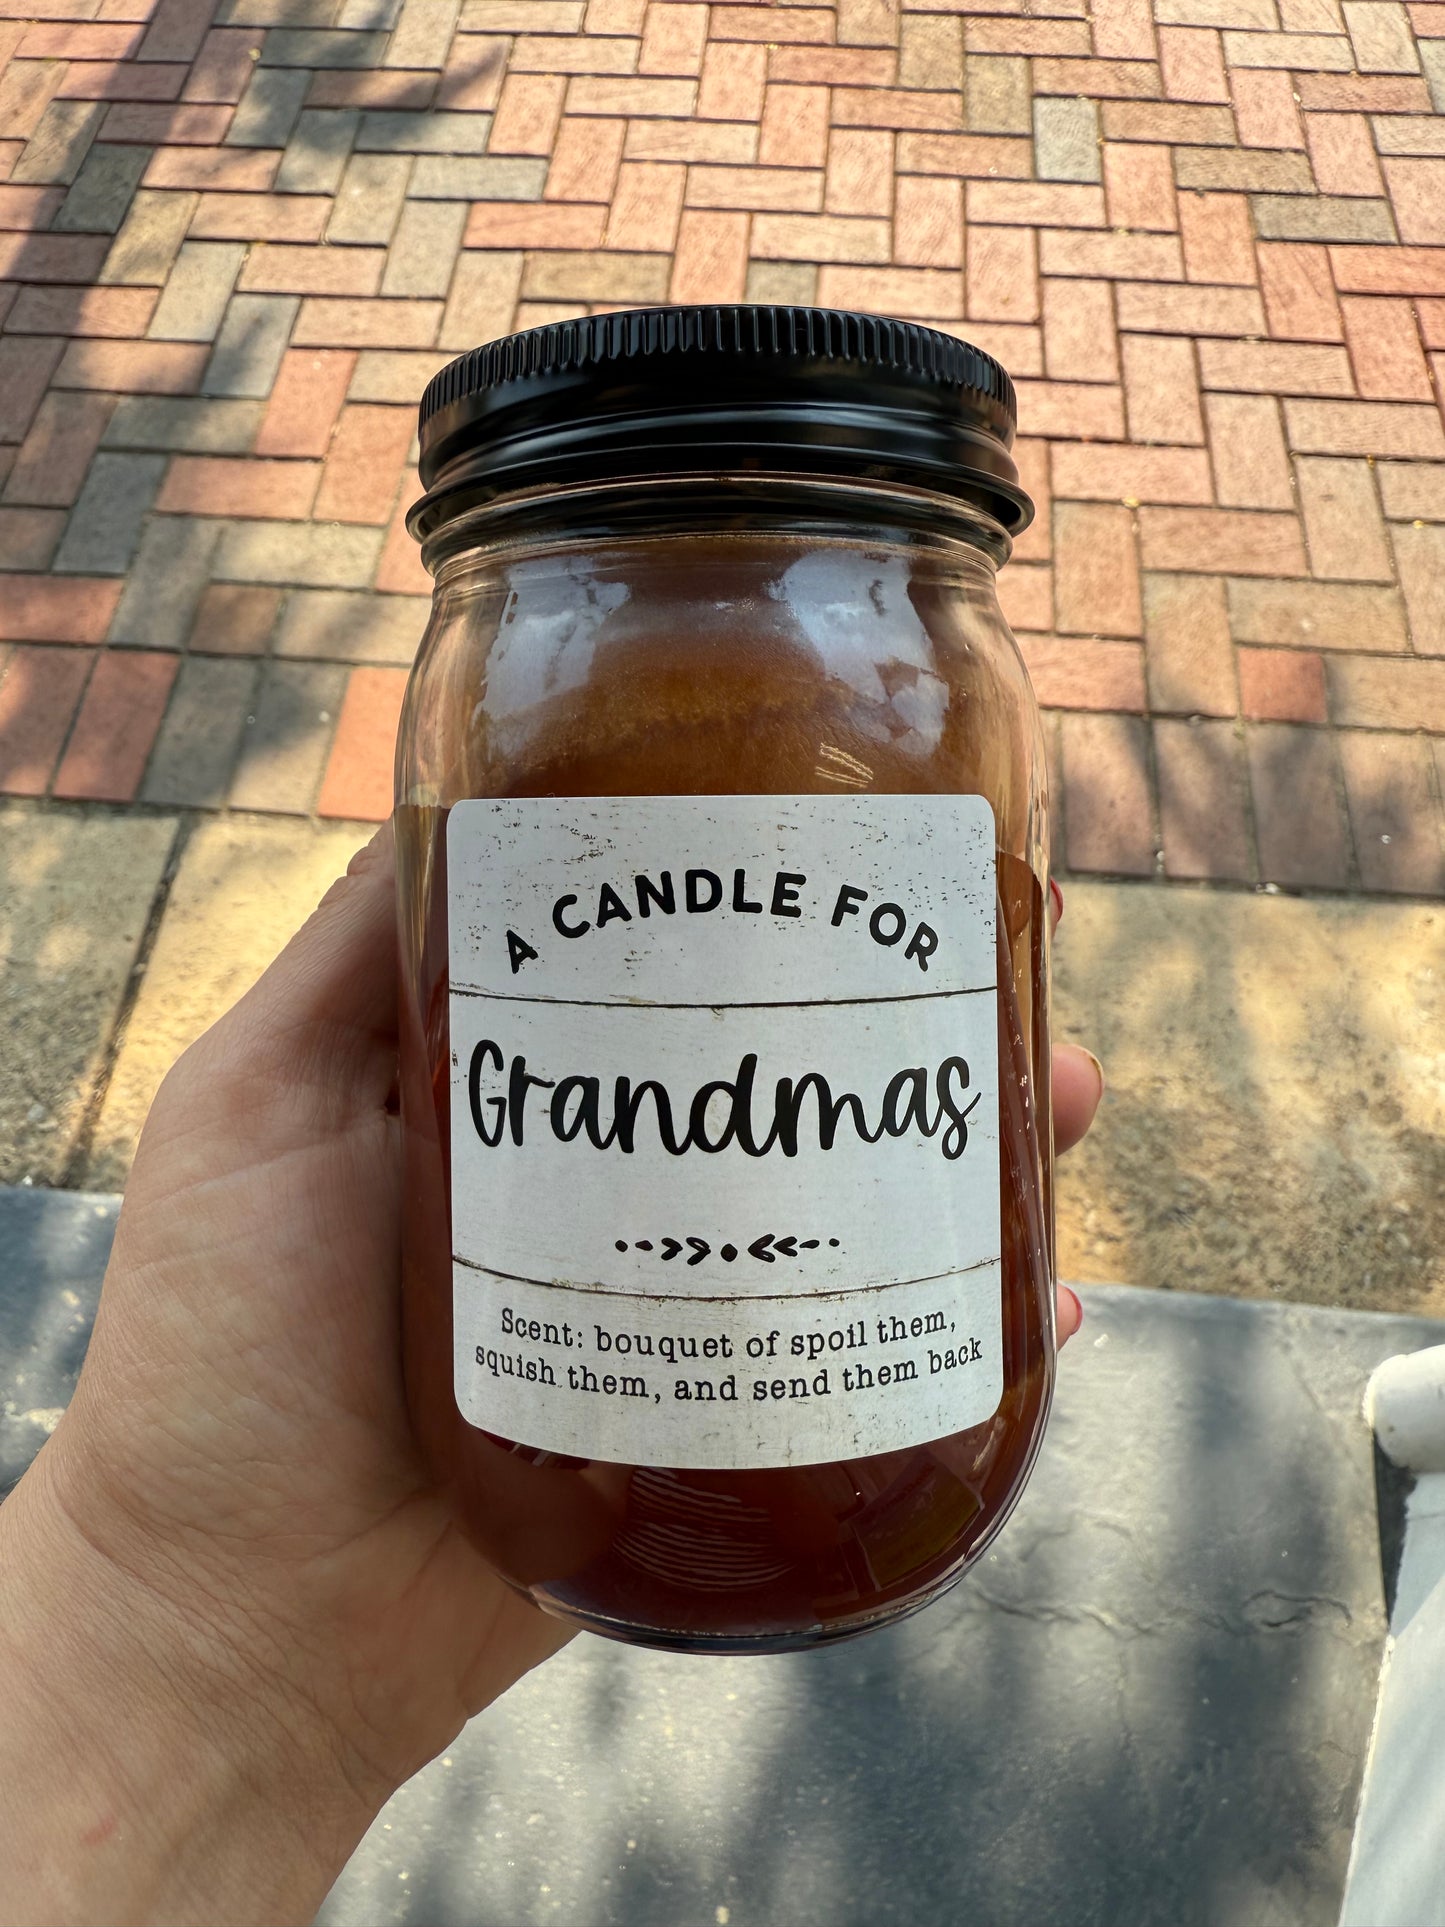 A CANDLE FOR
Grandmas
Scent: bouquet of spoil them,
squish them, and send them back